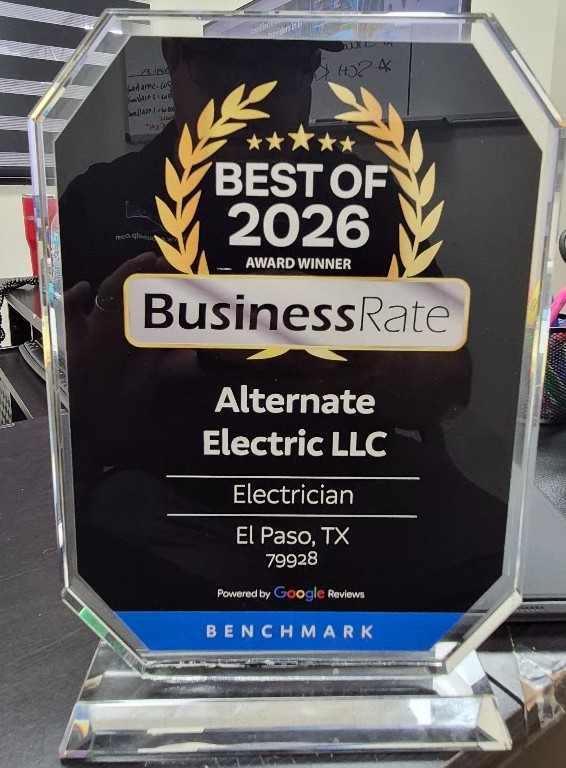 BEST OF
2026
AWARD WINNER
BusinessRate
Alternate
Electric LLC
Electrician
El Paso, TX
79928
Powered by Google Reviews
BENCHMARK